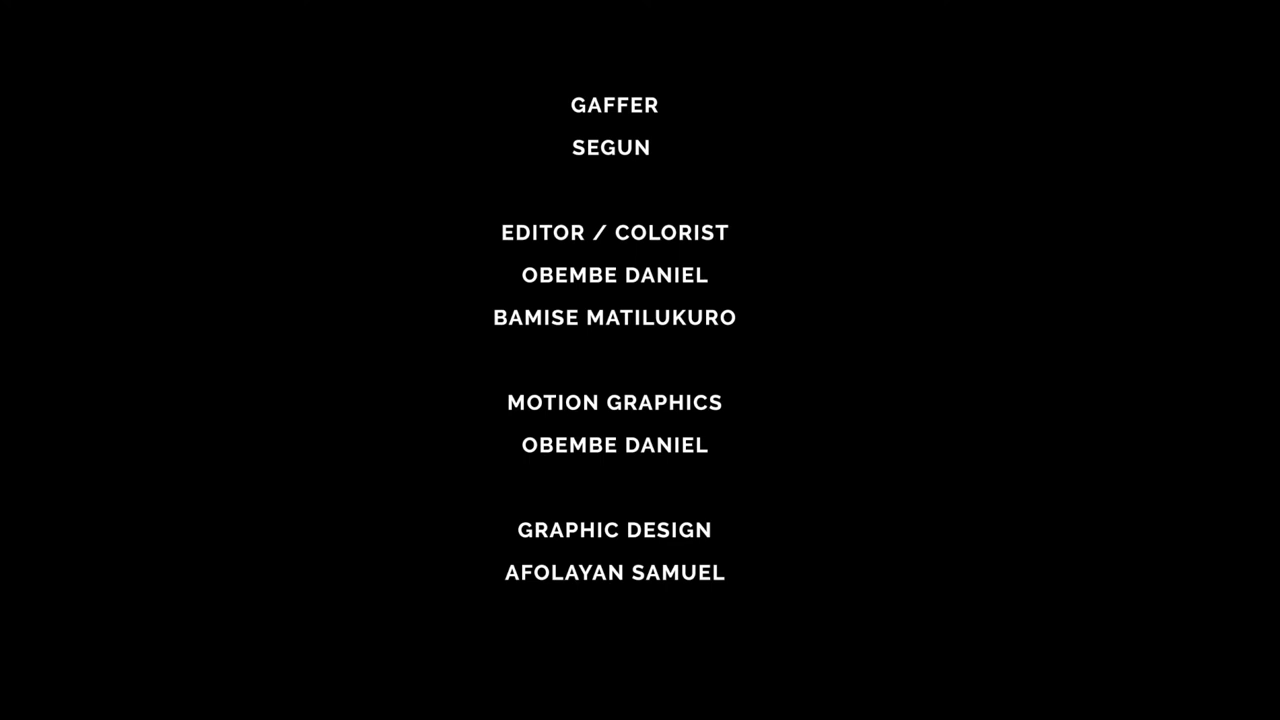 GAFFER
SEGUN
EDITOR / COLORIST
OBEMBE DANIEL
BAMISE MATILUKURO
MOTION GRAPHICS
OBEMBE DANIEL
GRAPHIC DESIGN
AFOLAYAN SAMUEL